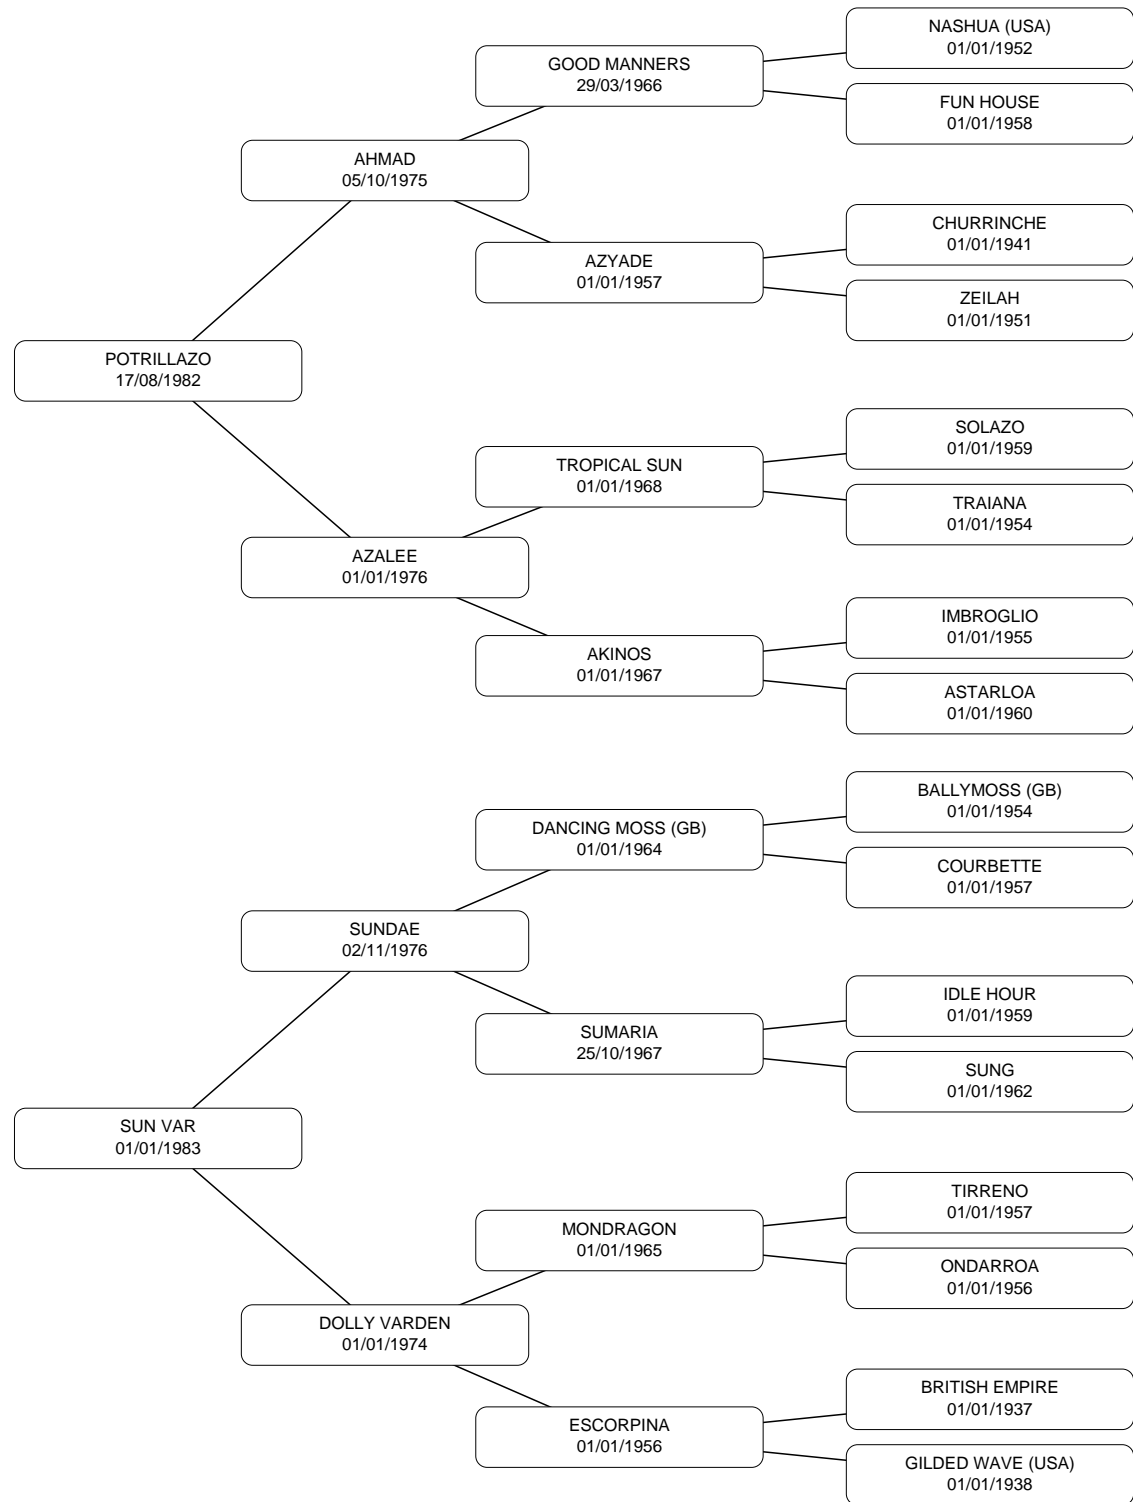 NASHUA (USA)
01/01/1952
GOOD MANNERS
29/03/1966
FUN HOUSE
01/01/1958
AHMAD
05/10/1975
CHURRINCHE
01/01/1941
AZYADE
01/01/1957
ZEILAH
01/01/1951
POTRILLAZO
17/08/1982
SOLAZO
01/01/1959
TROPICAL SUN
01/01/1968
TRAIANA
01/01/1954
AZALEE
01/01/1976
IMBROGLIO
01/01/1955
AKINOS
01/01/1967
ASTARLOA
01/01/1960
BALLYMOSS (GB)
01/01/1954
DANCING MOSS (GB)
01/01/1964
COURBETTE
01/01/1957
SUNDAE
02/11/1976
IDLE HOUR
01/01/1959
SUMARIA
25/10/1967
SUNG
01/01/1962
SUN VAR
01/01/1983
TIRRENO
01/01/1957
MONDRAGON
01/01/1965
ONDARROA
01/01/1956
DOLLY VARDEN
01/01/1974
BRITISH EMPIRE
01/01/1937
ESCORPINA
01/01/1956
GILDED WAVE (USA)
01/01/1938